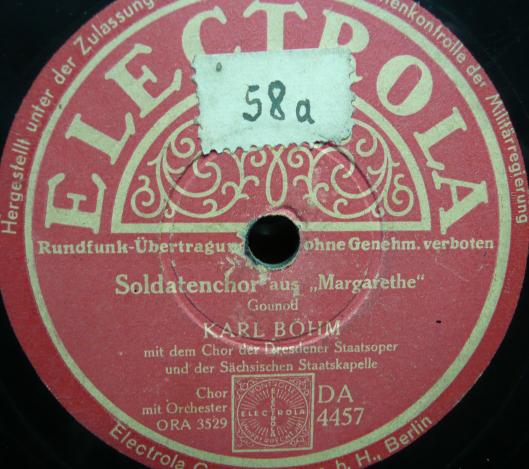 Hergestellt unter der Zulassung
enkontrolle der Militärregierung
ELECTROLA
58a
Rundfunk-Übertragu ohne Genehm. verboten
Soldatenchor aus „Margarethe“
Gounod
KARL BÖHM
mit dem Chor der Dresdener Staatsoper
und der Sächsischen Staatskapelle
Chor
mit Orchester
ORA 3529
ELECTROLA
DA
4457
Electrola G b. H., Berlin